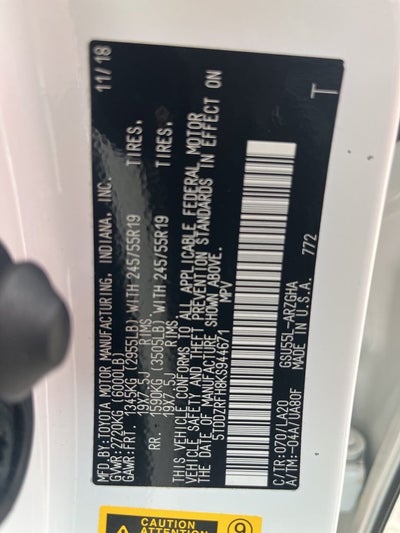 MFD.BY:TOYOTA MOTOR MANUFACTURING, INDIANA, INC. 11/18
GVWR:2720KG(6000LB)
GAWR:FRT. 1345KG(2955LB)WITH 245/55R19 TIRES,
19X7.5J RIMS,
RR. 1590KG(3505LB)WITH 245/55R19 TIRES,
19X7.5J RIMS,
THIS VEHICLE CONFORMS TO ALL APPLICABLE FEDERAL MOTOR
VEHICLE SAFETY AND THEFT PREVENTION STANDARDS IN EFFECT ON
THE DATE OF MANUFACTURE SHOWN ABOVE.
5TDDZRFH8KS944671 MPV
C/TR:070/LA20 GSU55L-ARZGHA 772
A/TM:-04A/UA80F MADE IN U.S.A.
T
CAUTION